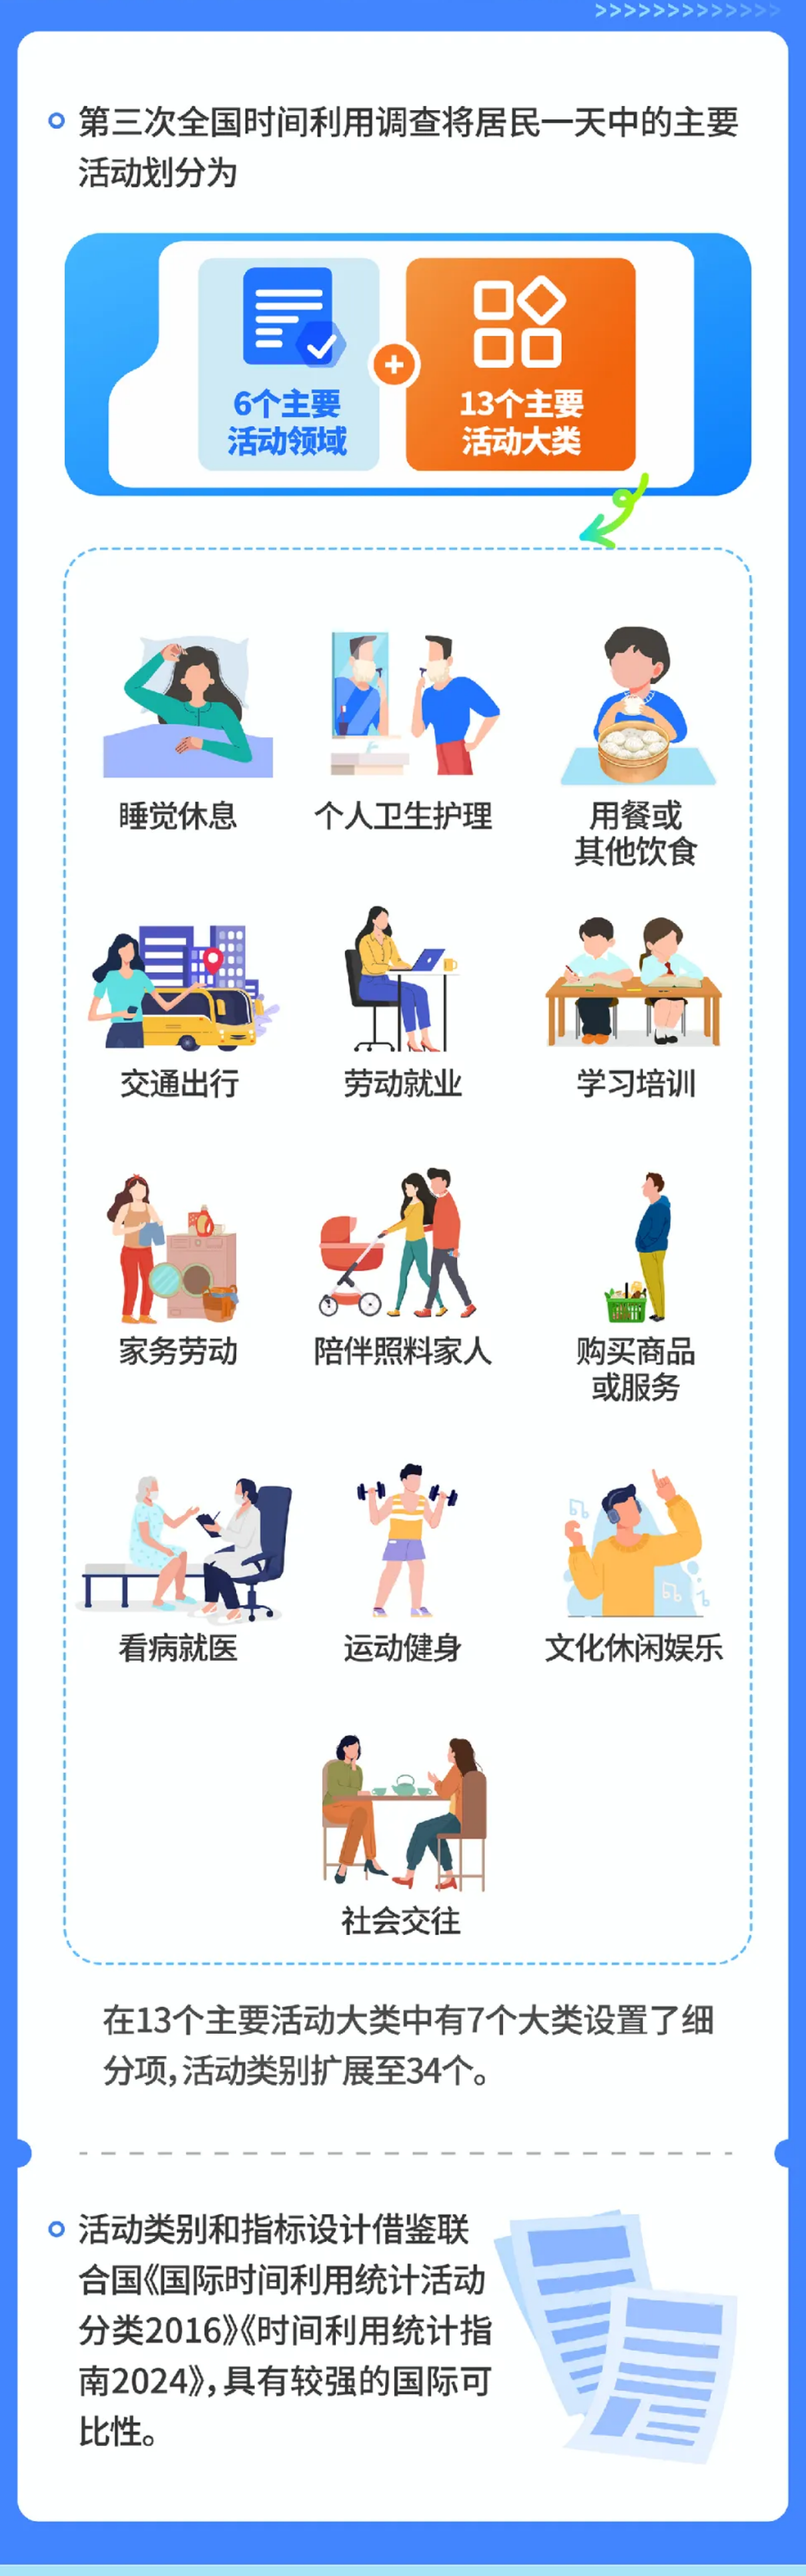 第三次全国时间利用调查将居民一天中的主要
活动划分为
6个主要
活动领域
13个主要
活动大类
睡觉休息
个人卫生护理
用餐或
其他饮食
交通出行
劳动就业
学习培训
家务劳动
陪伴照料家人
购买商品
或服务
看病就医
运动健身
文化休闲娱乐
社会交往
在13个主要活动大类中有7个大类设置了细
分项，活动类别扩展至34个。
活动类别和指标设计借鉴联
合国《国际时间利用统计活动
分类2016》《时间利用统计指
南2024》，具有较强的国际可
比性。